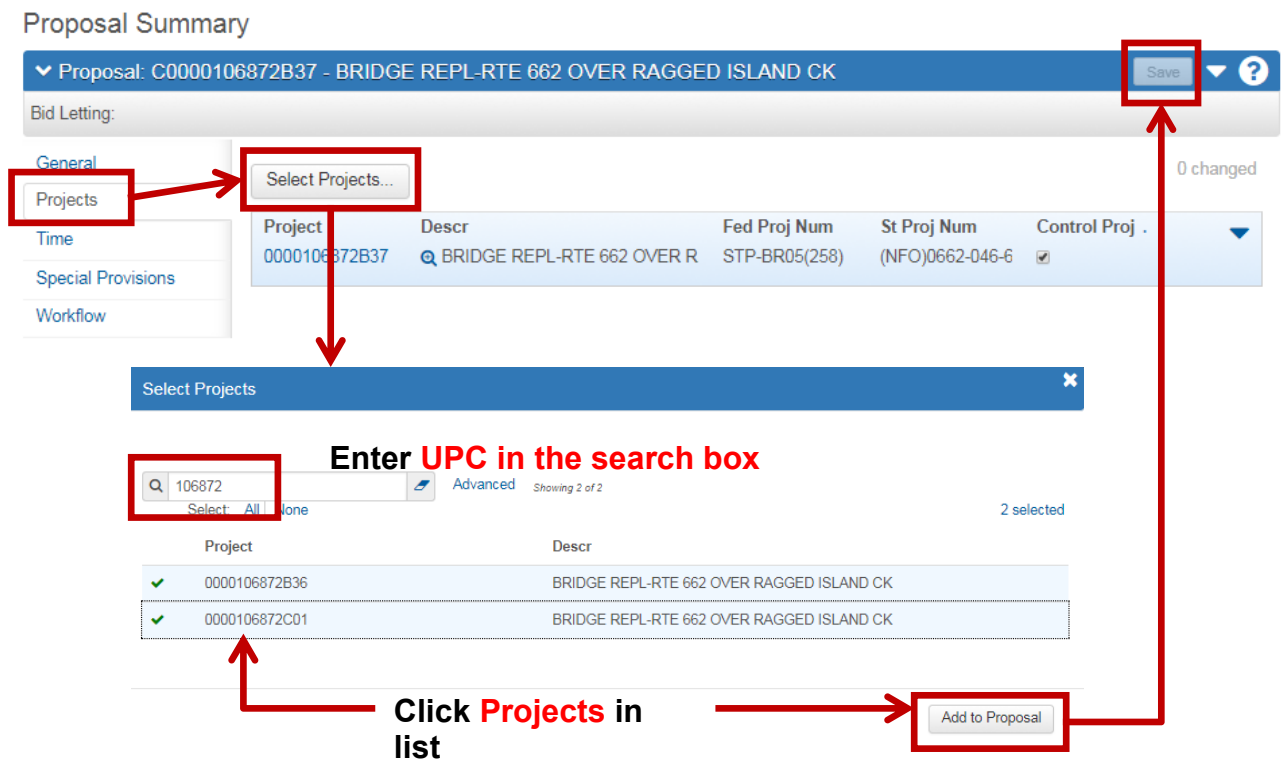 Proposal Summary
Proposal: C0000106872B37 - BRIDGE REPL-RTE 662 OVER RAGGED ISLAND CK
Save
?
Bid Letting:
General
Projects
Time
Special Provisions
Workflow
Select Projects...
0 changed
Project Descr Fed Proj Num St Proj Num Control Proj .
0000106872B37 BRIDGE REPL-RTE 662 OVER R STP-BR05(258) (NFO)0662-046-6
Select Projects
Enter UPC in the search box
106872 Advanced Showing 2 of 2
Select: All None 2 selected
Project Descr
0000106872B36 BRIDGE REPL-RTE 662 OVER RAGGED ISLAND CK
0000106872C01 BRIDGE REPL-RTE 662 OVER RAGGED ISLAND CK
Click Projects in
list
Add to Proposal